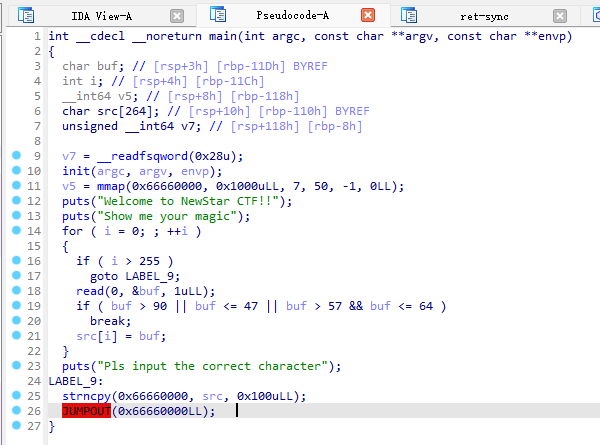 IDA View-A Pseudocode-A ret-sync
1 int __cdecl __noreturn main(int argc, const char **argv, const char **envp)
2 {
3 char buf; // [rsp+3h] [rbp-11Dh] BYREF
4 int i; // [rsp+4h] [rbp-11Ch]
5 __int64 v5; // [rsp+8h] [rbp-118h]
6 char src[264]; // [rsp+10h] [rbp-110h] BYREF
7 unsigned __int64 v7; // [rsp+118h] [rbp-8h]
8
9 v7 = __readfsqword(0x28u);
10 init(argc, argv, envp);
11 v5 = mmap(0x66660000, 0x1000uLL, 7, 50, -1, 0LL);
12 puts("Welcome to NewStar CTF!!");
13 puts("Show me your magic");
14 for ( i = 0; ; ++i )
15 {
16 if ( i > 255 )
17 goto LABEL_9;
18 read(0, &buf, 1uLL);
19 if ( buf > 90 || buf <= 47 || buf > 57 && buf <= 64 )
20 break;
21 src[i] = buf;
22 }
23 puts("Pls input the correct character");
24 LABEL_9:
25 strncpy(0x66660000, src, 0x100uLL);
26 JUMPOUT(0x66660000LL);
27 }